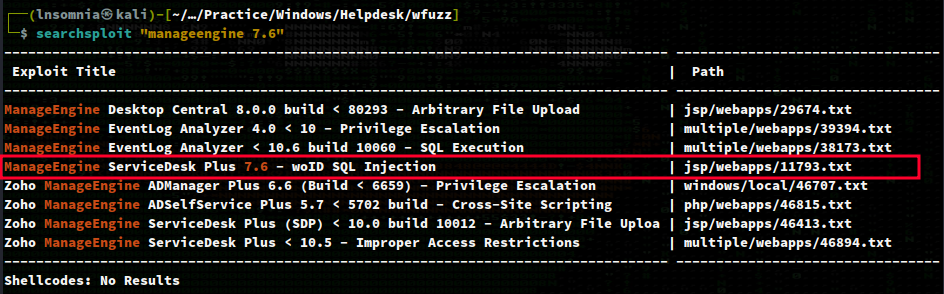 ┌──(lnsomnia㉿kali)-[~/…/Practice/Windows/Helpdesk/wfuzz]
└─$ searchsploit "manageengine 7.6"
Exploit Title | Path
ManageEngine Desktop Central 8.0.0 build < 80293 - Arbitrary File Upload | jsp/webapps/29674.txt
ManageEngine EventLog Analyzer 4.0 < 10 - Privilege Escalation | multiple/webapps/39394.txt
ManageEngine EventLog Analyzer < 10.6 build 10060 - SQL Execution | multiple/webapps/38173.txt
ManageEngine ServiceDesk Plus 7.6 - woID SQL Injection | jsp/webapps/11793.txt
Zoho ManageEngine ADManager Plus 6.6 (Build < 6659) - Privilege Escalation | windows/local/46707.txt
Zoho ManageEngine ADSelfService Plus 5.7 < 5702 build - Cross-Site Scripting | php/webapps/46815.txt
Zoho ManageEngine ServiceDesk Plus (SDP) < 10.0 build 10012 - Arbitrary File Uploa | jsp/webapps/46413.txt
Zoho ManageEngine ServiceDesk Plus < 10.5 - Improper Access Restrictions | multiple/webapps/46894.txt
Shellcodes: No Results